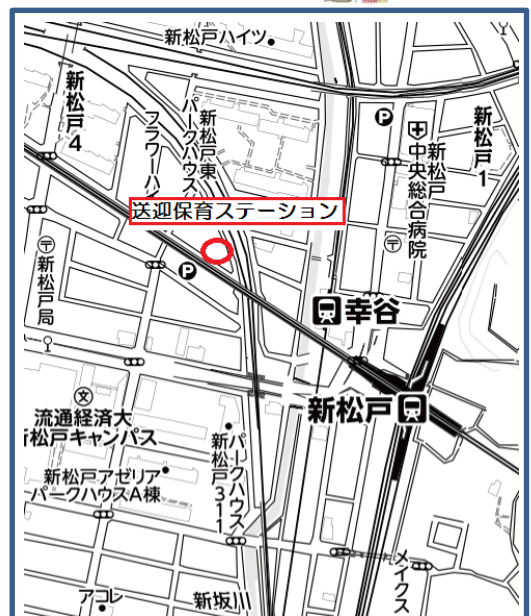 新松戸ハイツ
新松戸4
新松戸東
パークハウス
フラワーハ
P
新松戸
中央総合病院
新松戸1
送迎保育ステーション
新松戸局
P
幸谷
新松戸
文
流通経済大
新松戸キャンパス
新松戸アゼリア
パークハウスA棟
パークハウス
新松戸311
アコレ
新坂川
メイクス